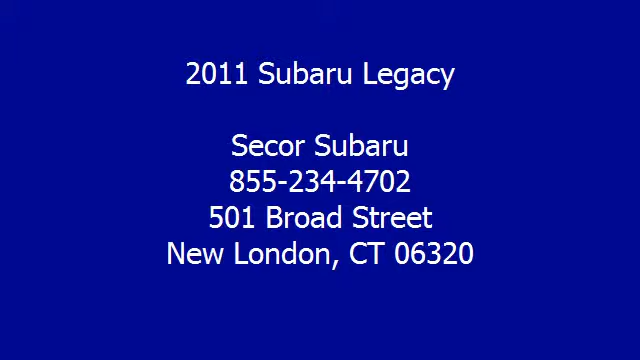 2011 Subaru Legacy
Secor Subaru
855-234-4702
501 Broad Street
New London, CT 06320